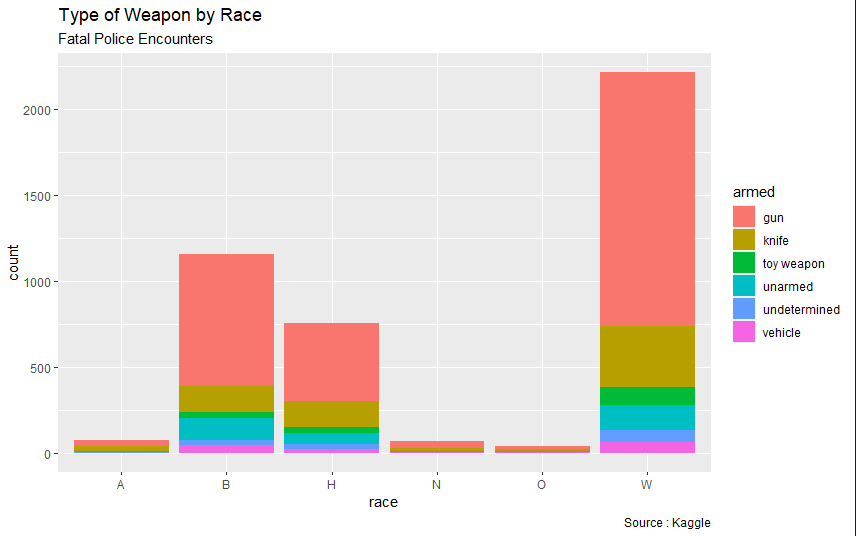 Type of Weapon by Race
Fatal Police Encounters
2000
1500
1000
500
0
count
A B H N O W
race
armed
gun
knife
toy weapon
unarmed
undetermined
vehicle
Source : Kaggle